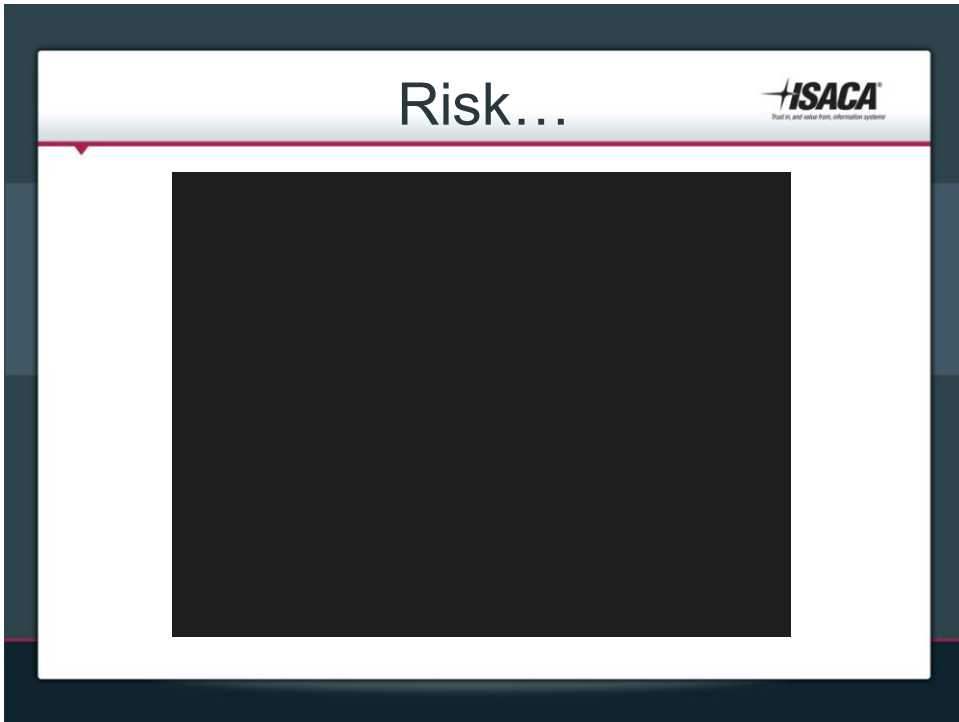 Risk…
ISACA®
Trust in, and value from, information systems